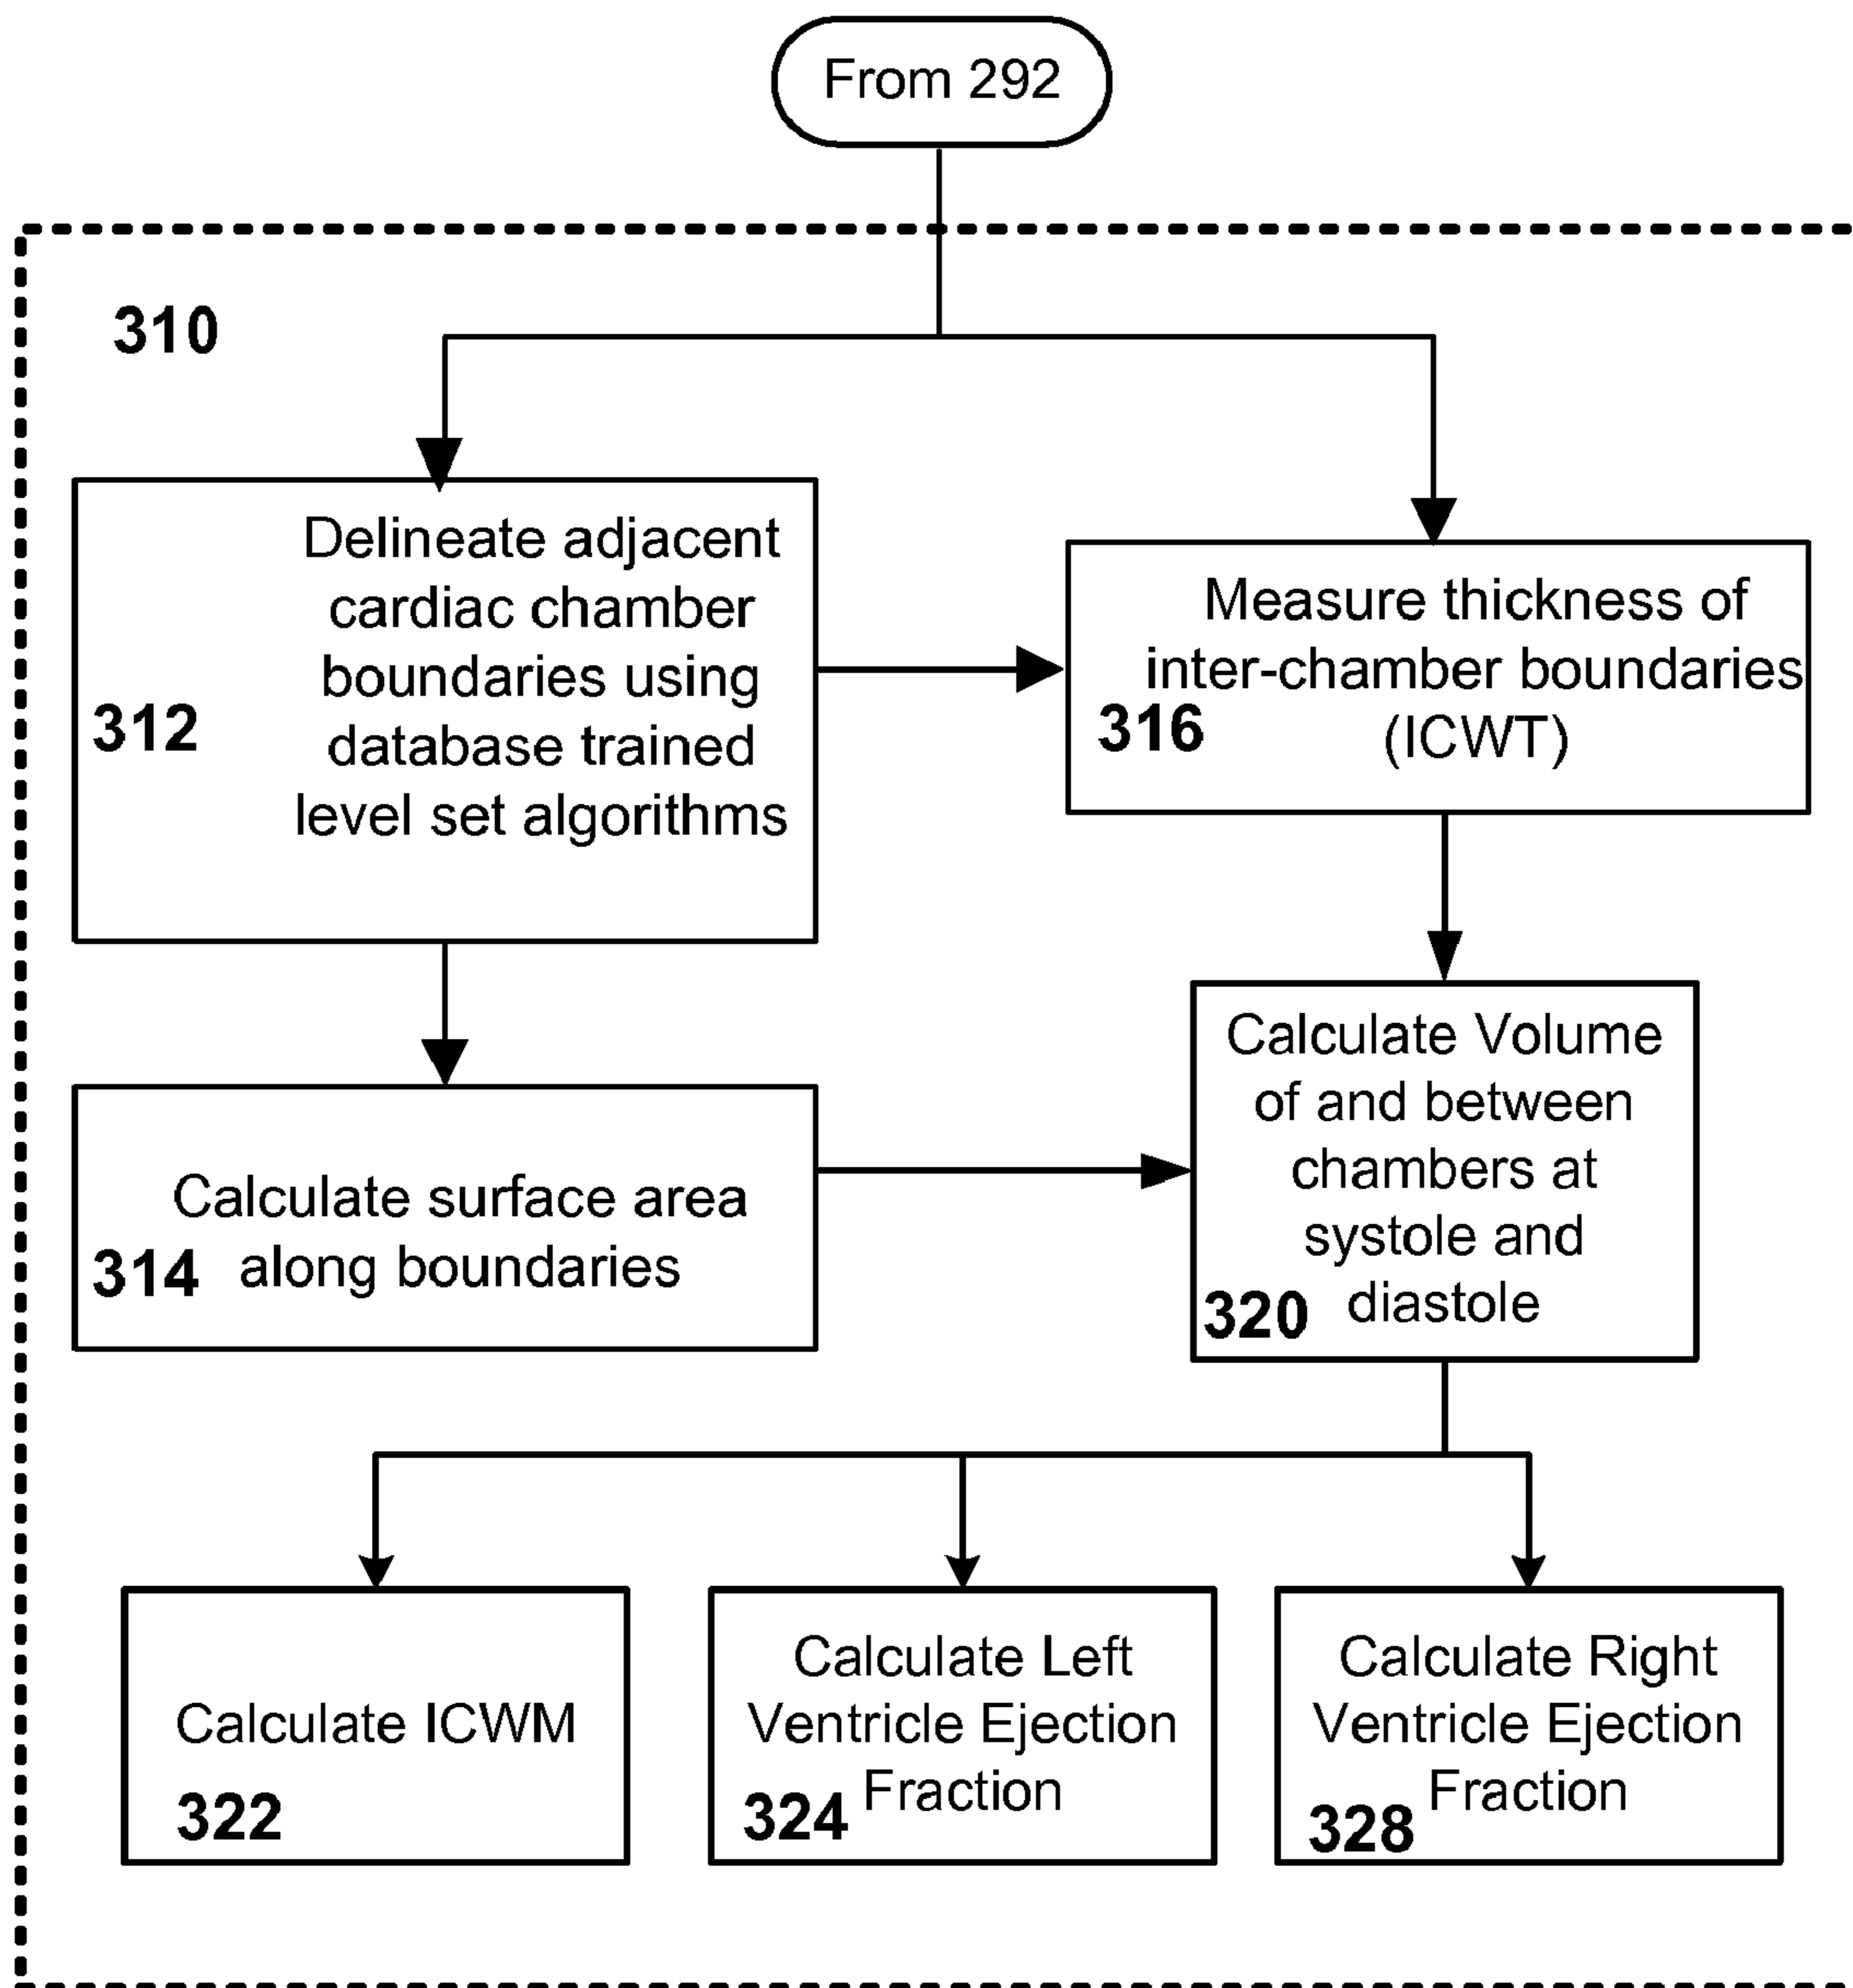 From 292
310
Delineate adjacent
cardiac chamber
boundaries using
database trained
level set algorithms
312
Measure thickness of
inter-chamber boundaries
(ICWT)
316
Calculate surface area
along boundaries
314
Calculate Volume
of and between
chambers at
systole and
diastole
320
Calculate ICWM
322
Calculate Left
Ventricle Ejection
Fraction
324
Calculate Right
Ventricle Ejection
Fraction
328